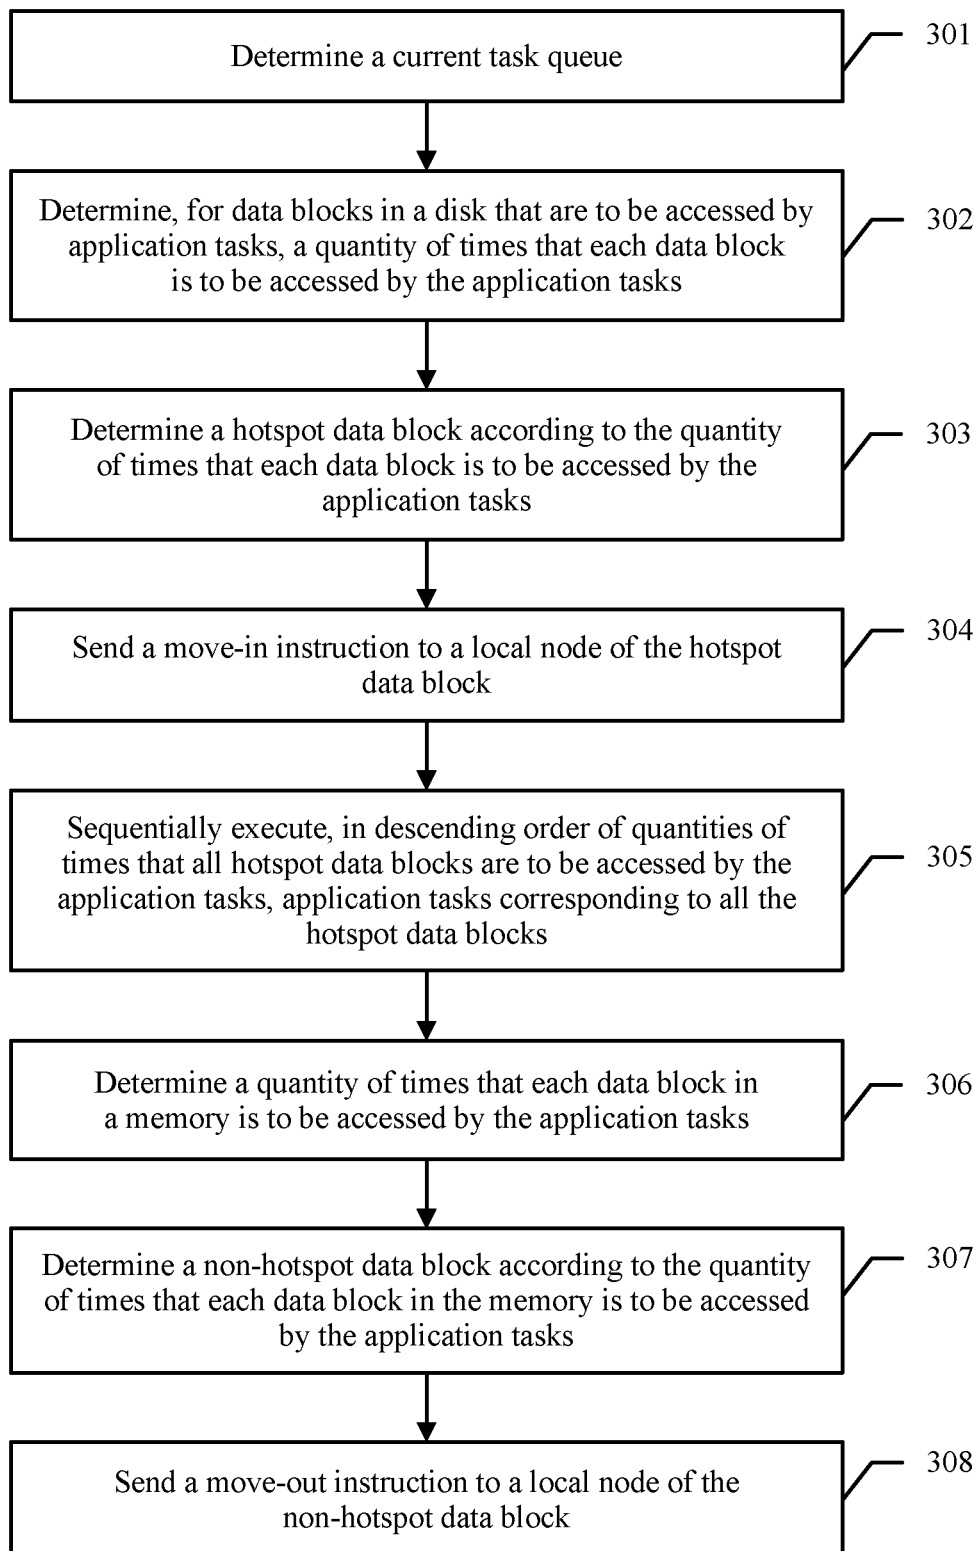 Determine a current task queue
301
Determine, for data blocks in a disk that are to be accessed by
application tasks, a quantity of times that each data block
is to be accessed by the application tasks
302
Determine a hotspot data block according to the quantity
of times that each data block is to be accessed by the
application tasks
303
Send a move-in instruction to a local node of the hotspot
data block
304
Sequentially execute, in descending order of quantities of
times that all hotspot data blocks are to be accessed by the
application tasks, application tasks corresponding to all the
hotspot data blocks
305
Determine a quantity of times that each data block in
a memory is to be accessed by the application tasks
306
Determine a non-hotspot data block according to the quantity
of times that each data block in the memory is to be accessed
by the application tasks
307
Send a move-out instruction to a local node of the
non-hotspot data block
308